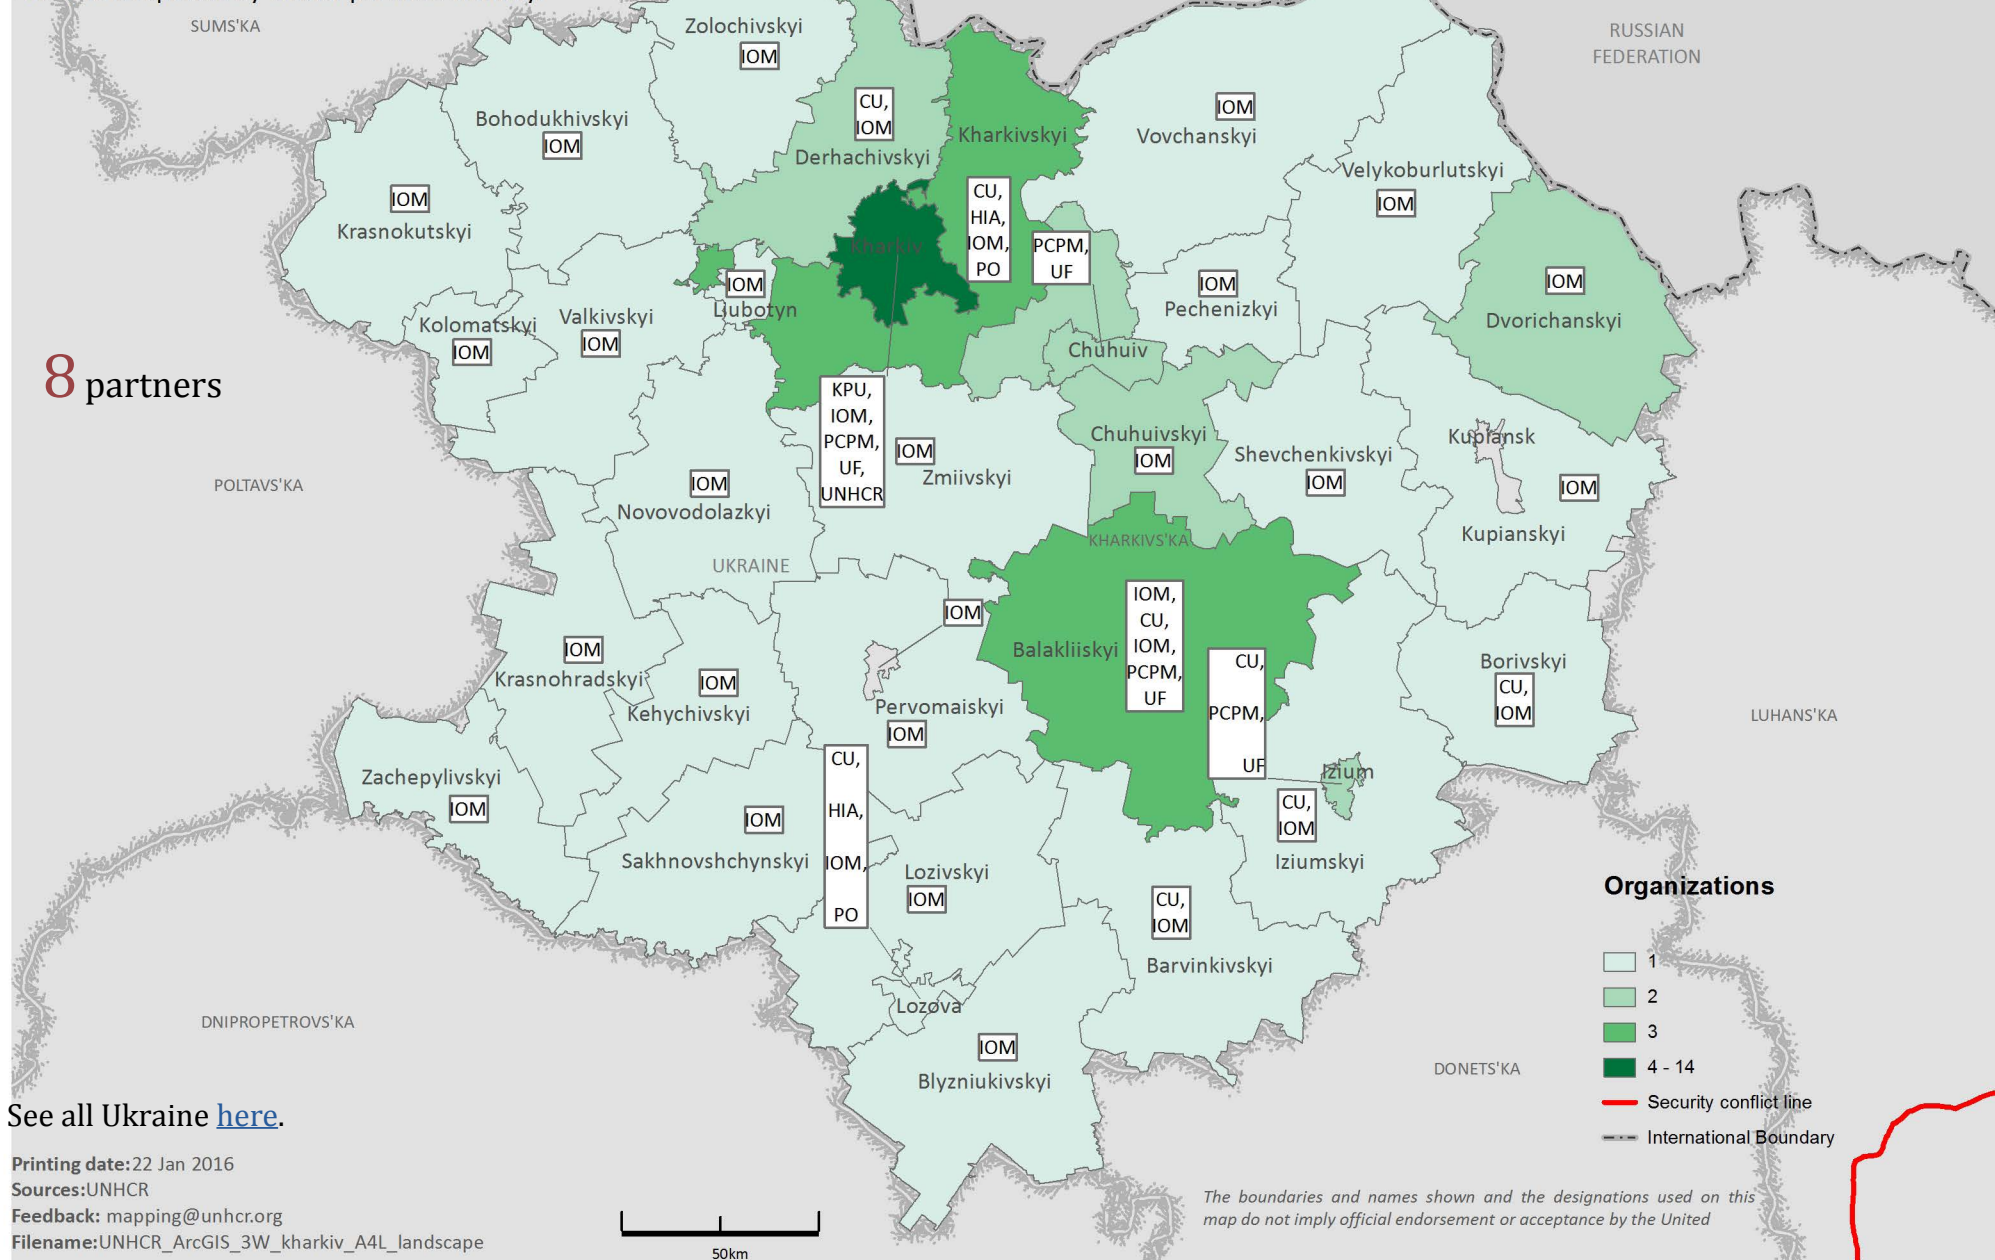 SUMS'KA
Zolochivskyi
IOM
RUSSIAN
FEDERATION
Bohodukhivskyi
IOM
CU,
IOM
Derhachivskyi
Kharkivskyi
IOM
Vovchanskyi
Velykoburlutskyi
IOM
IOM
Krasnokutskyi
CU,
HIA,
IOM,
PO
PCPM,
UF
Kharkiv
IOM
Liubotyn
IOM
Pechenizkyi
IOM
Dvorichanskyi
Kolomatskyi
IOM
Valkivskyi
IOM
Chuhuiv
8 partners
KPU,
IOM,
PCPM,
UF,
UNHCR
IOM
Zmiivskyi
Chuhuivskyi
IOM
Shevchenkivskyi
IOM
Kupiansk
IOM
Kupianskyi
POLTAVS'KA
IOM
Novovodolazkyi
UKRAINE
KHARKIVS'KA
IOM
Balakliiskyi
IOM,
CU,
IOM,
PCPM,
UF
CU,
PCPM,
UF
IOM
Krasnohradskyi
IOM
Kehychivskyi
Pervomaiskyi
IOM
Borivskyi
CU,
IOM
LUHANS'KA
Zachepylivskyi
IOM
IOM
Sakhnovshchynskyi
CU,
HIA,
IOM,
PO
Izium
CU,
IOM
Iziumskyi
Lozivskyi
IOM
CU,
IOM
Barvinkivskyi
Lozova
IOM
Blyzniukivskyi
DNIPROPETROVS'KA
DONETS'KA
Organizations
1
2
3
4 - 14
Security conflict line
International Boundary
See all Ukraine here.
Printing date:22 Jan 2016
Sources:UNHCR
Feedback: mapping@unhcr.org
Filename:UNHCR_ArcGIS_3W_kharkiv_A4L_landscape
50km
The boundaries and names shown and the designations used on this
map do not imply official endorsement or acceptance by the United